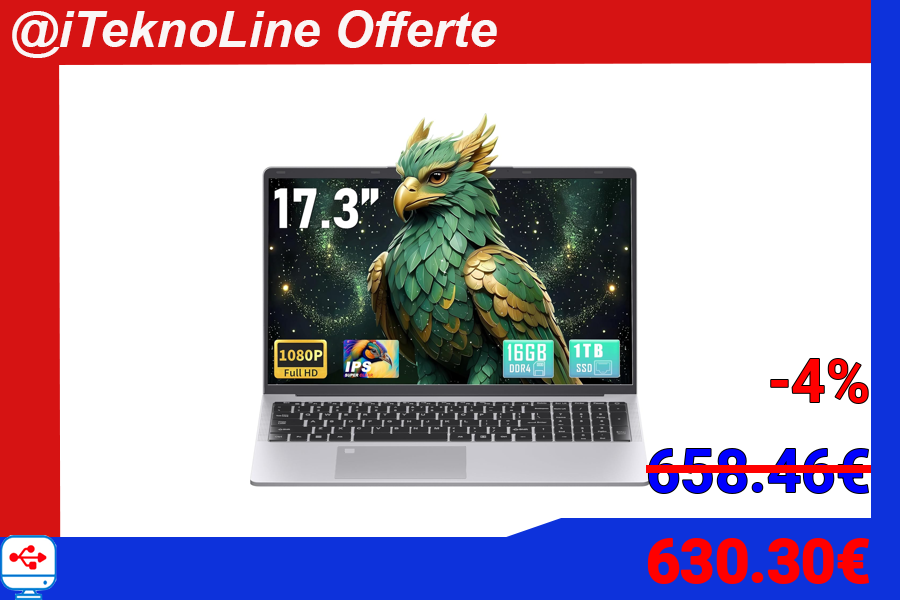 @iTeknoLine Offerte
17.3”
1080P
Full HD
IPS
16GB
DDR4
1TB
SSD
-4%
658.46€
630.30€